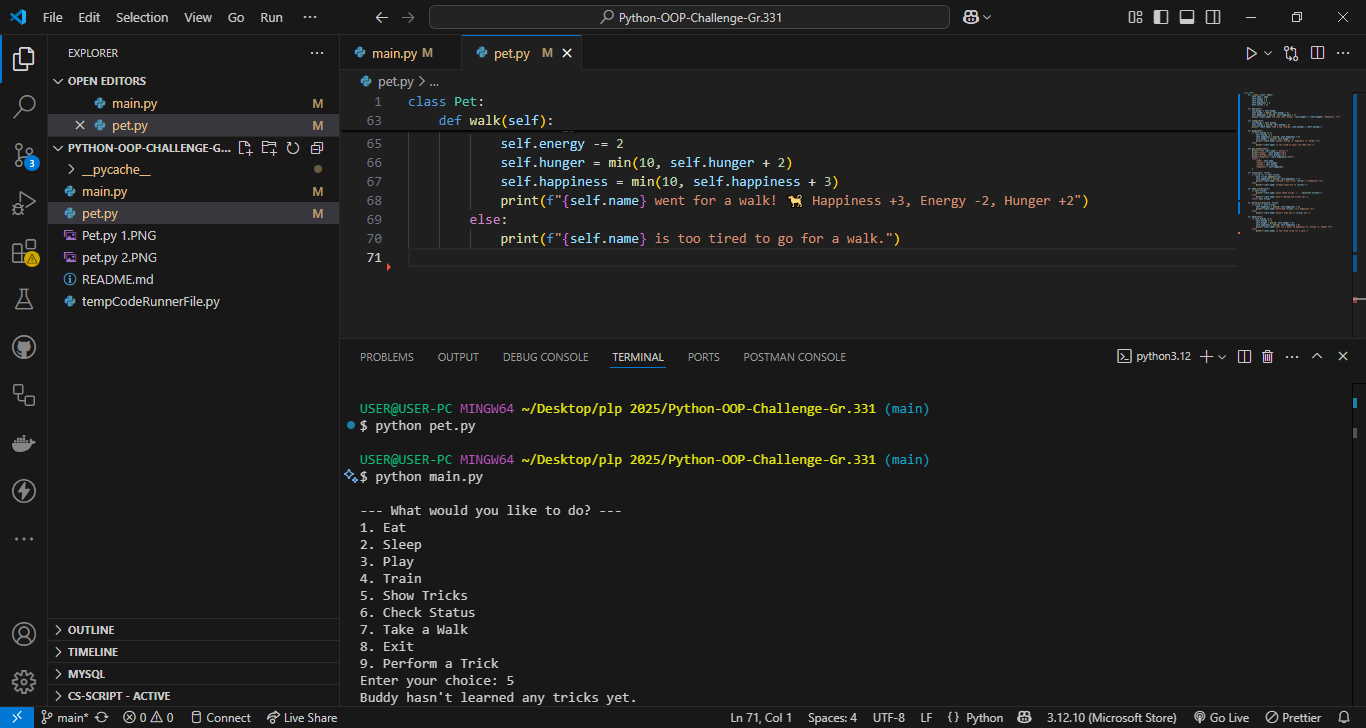 File Edit Selection View Go Run ··· Python-OOP-Challenge-Gr.331
EXPLORER
OPEN EDITORS
main.py M
pet.py M
PYTHON-OOP-CHALLENGE-G...
__pycache__
main.py M
pet.py M
Pet.py 1.PNG
pet.py 2.PNG
README.md
tempCodeRunnerFile.py
OUTLINE
TIMELINE
MYSQL
CS-SCRIPT - ACTIVE
3
main.py M pet.py M
pet.py > ...
1 class Pet:
63 def walk(self):
65 self.energy -= 2
66 self.hunger = min(10, self.hunger + 2)
67 self.happiness = min(10, self.happiness + 3)
68 print(f"{self.name} went for a walk! 🐕 Happiness +3, Energy -2, Hunger +2")
69 else:
70 print(f"{self.name} is too tired to go for a walk.")
71
PROBLEMS OUTPUT DEBUG CONSOLE TERMINAL PORTS POSTMAN CONSOLE python3.12
USER@USER-PC MINGW64 ~/Desktop/plp 2025/Python-OOP-Challenge-Gr.331 (main)
$ python pet.py
USER@USER-PC MINGW64 ~/Desktop/plp 2025/Python-OOP-Challenge-Gr.331 (main)
$ python main.py
--- What would you like to do? ---
1. Eat
2. Sleep
3. Play
4. Train
5. Show Tricks
6. Check Status
7. Take a Walk
8. Exit
9. Perform a Trick
Enter your choice: 5
Buddy hasn't learned any tricks yet.
main* 0 0 Connect Live Share Ln 71, Col 1 Spaces: 4 UTF-8 LF {} Python 3.12.10 (Microsoft Store) Go Live Prettier